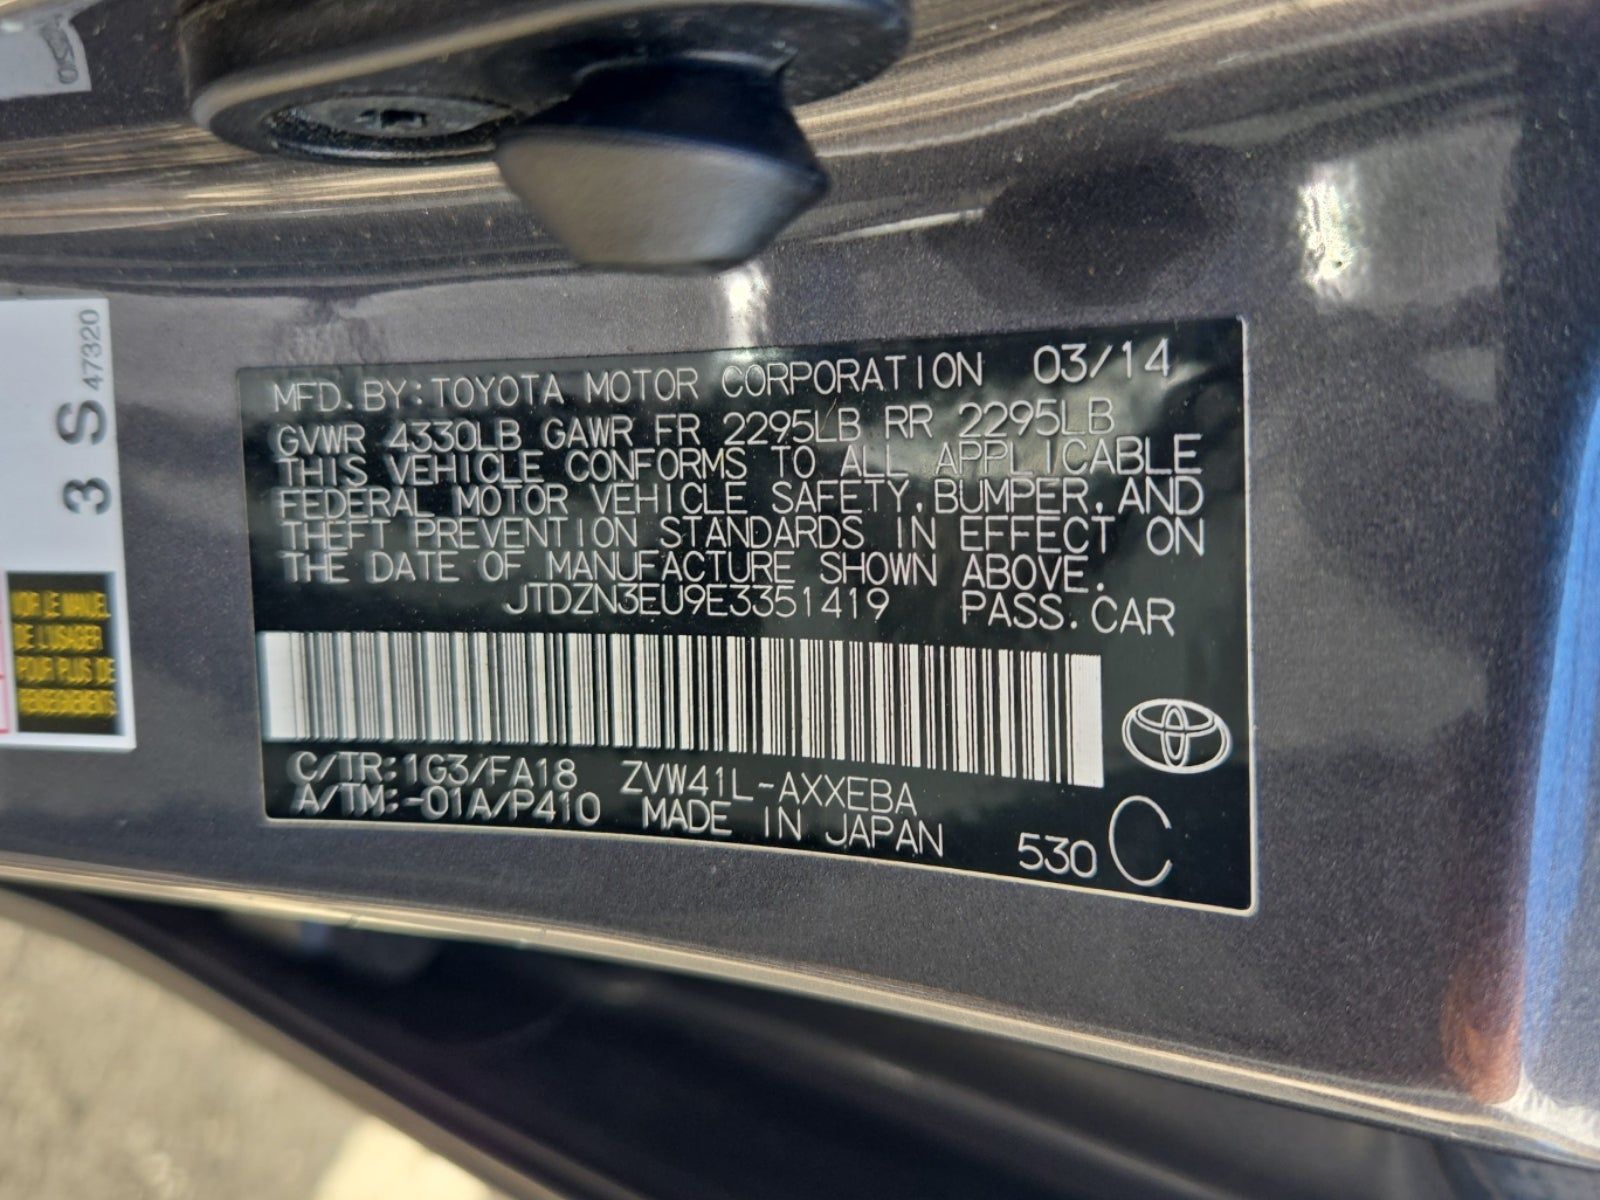 3 S 47320
MFD. BY: TOYOTA MOTOR CORPORATION 03/14
GVWR 4330LB GAWR FR 2295LB RR 2295LB
THIS VEHICLE CONFORMS TO ALL APPLICABLE
FEDERAL MOTOR VEHICLE SAFETY, BUMPER, AND
THEFT PREVENTION STANDARDS IN EFFECT ON
THE DATE OF MANUFACTURE SHOWN ABOVE.
JTDZN3EU9E3351419 PASS. CAR
C/TR: 1G3/FA18 ZVW41L-AXXEBA
A/TM: -01A/P410 MADE IN JAPAN
530 C
VOIR LE MANUEL
DE L'USAGER
POUR PLUS DE
RENSEIGNEMENTS